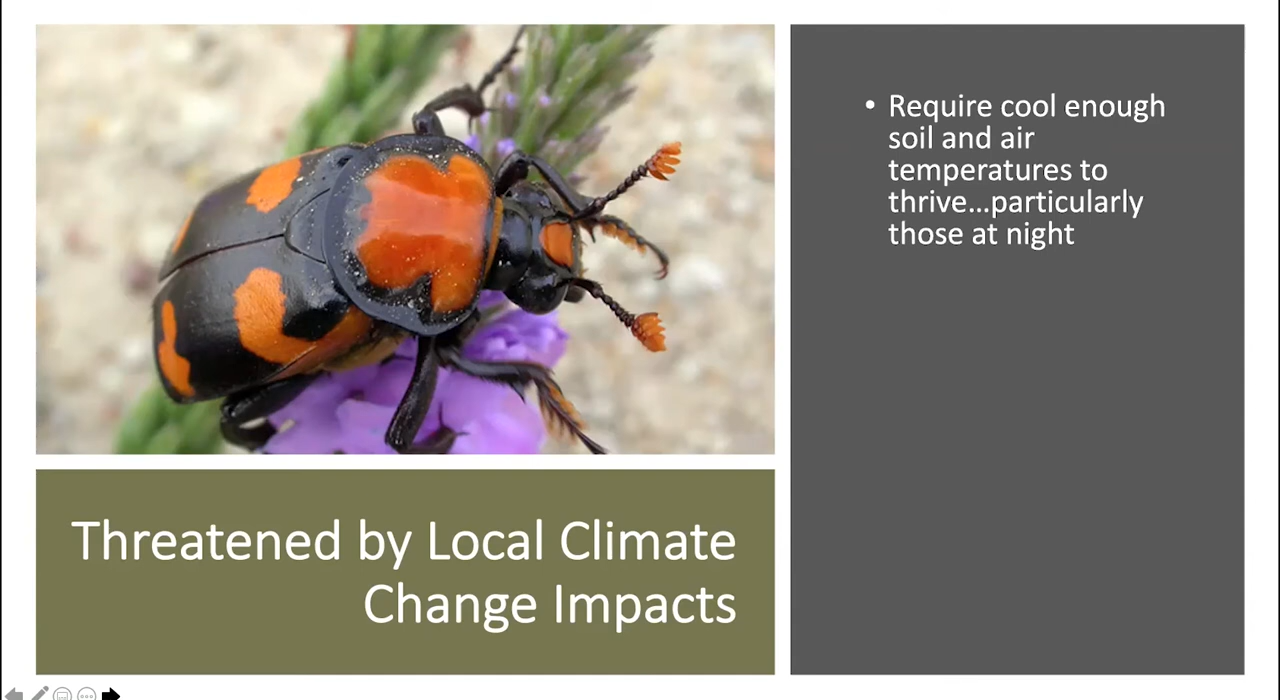 • Require cool enough
soil and air
temperatures to
thrive...particularly
those at night
Threatened by Local Climate
Change Impacts